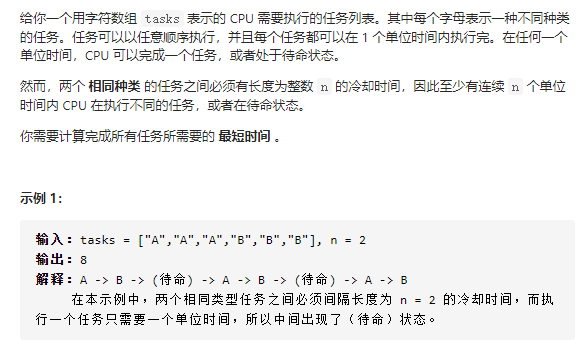 给你一个用字符数组 tasks 表示的 CPU 需要执行的任务列表。其中每个字母表示一种不同种类
的任务。任务可以以任意顺序执行，并且每个任务都可以在 1 个单位时间内执行完。在任何一个
单位时间，CPU 可以完成一个任务，或者处于待命状态。
然而，两个 相同种类 的任务之间必须有长度为整数 n 的冷却时间，因此至少有连续 n 个单位
时间内 CPU 在执行不同的任务，或者在待命状态。
你需要计算完成所有任务所需要的 最短时间 。
示例 1：
输入：tasks = ["A","A","A","B","B","B"], n = 2
输出：8
解释：A -> B -> (待命) -> A -> B -> (待命) -> A -> B
在本示例中，两个相同类型任务之间必须间隔长度为 n = 2 的冷却时间，而执
行一个任务只需要一个单位时间，所以中间出现了（待命）状态。